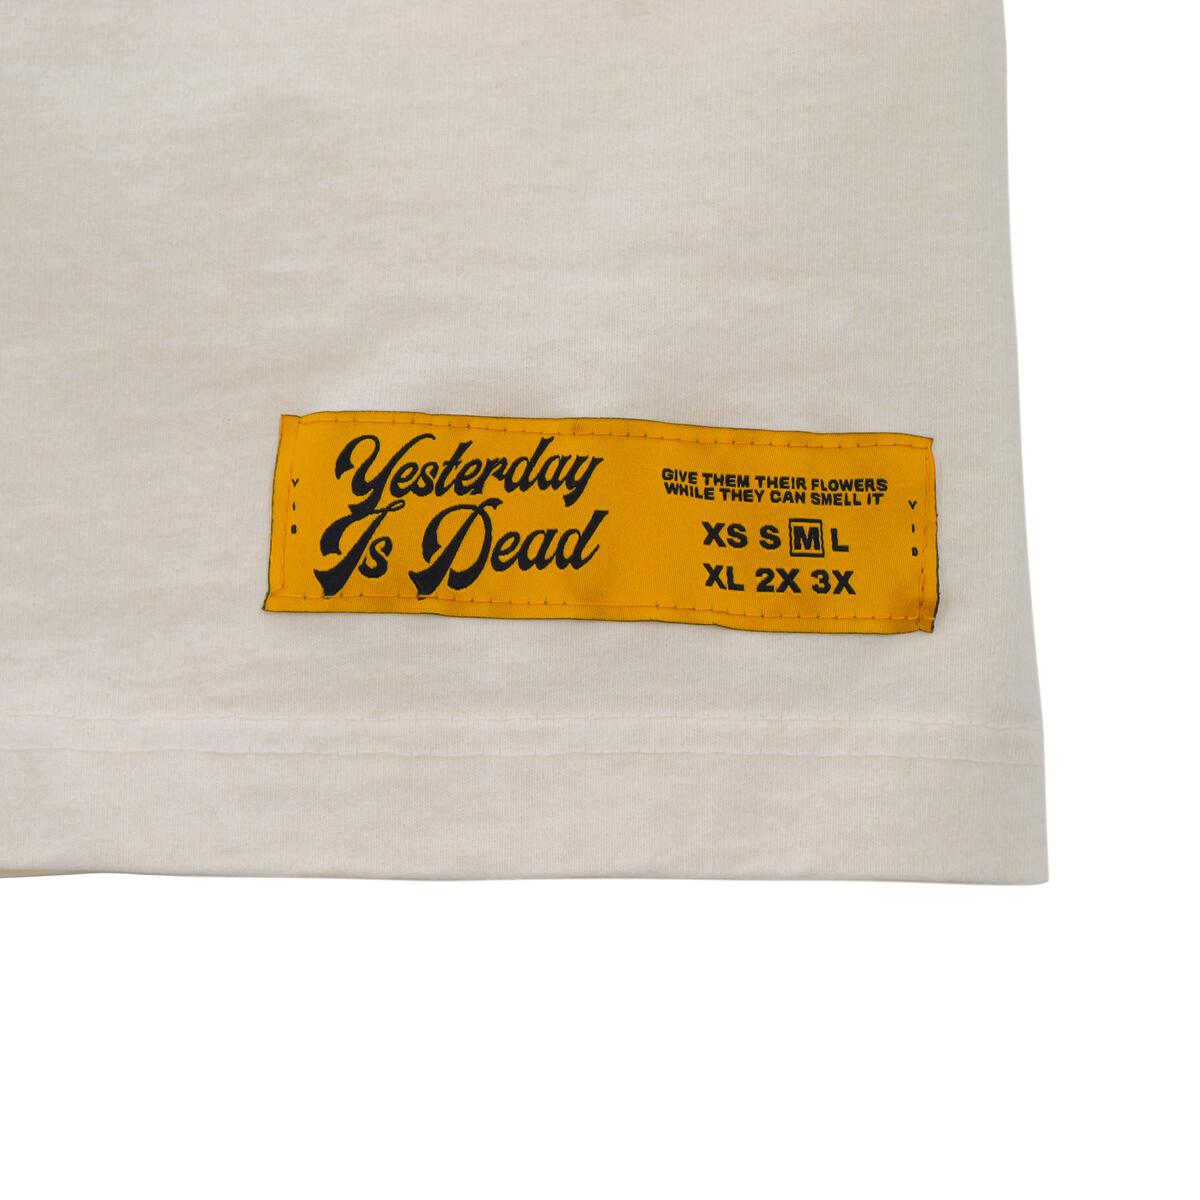 Yesterday
Is Dead
GIVE THEM THEIR FLOWERS
WHILE THEY CAN SMELL IT
XS S M L
XL 2X 3X
Y
I
D